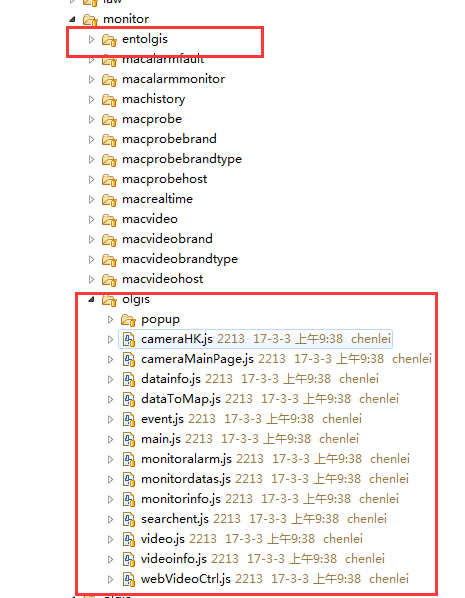 law
monitor
entolgis
macalarmfault
macalarmmonitor
machistory
macprobe
macprobebrand
macprobebrandtype
macprobehost
macrealtime
macvideo
macvideobrand
macvideobrandtype
macvideohost
olgis
popup
cameraHK.js 2213 17-3-3 上午9:38 chenlei
cameraMainPage.js 2213 17-3-3 上午9:38 chenlei
datainfo.js 2213 17-3-3 上午9:38 chenlei
dataToMap.js 2213 17-3-3 上午9:38 chenlei
event.js 2213 17-3-3 上午9:38 chenlei
main.js 2213 17-3-3 上午9:38 chenlei
monitoralarm.js 2213 17-3-3 上午9:38 chenlei
monitordatas.js 2213 17-3-3 上午9:38 chenlei
monitorinfo.js 2213 17-3-3 上午9:38 chenlei
searchent.js 2213 17-3-3 上午9:38 chenlei
video.js 2213 17-3-3 上午9:38 chenlei
videoinfo.js 2213 17-3-3 上午9:38 chenlei
webVideoCtrl.js 2213 17-3-3 上午9:38 chenlei